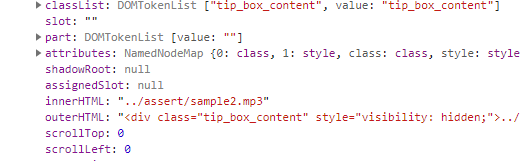 classList: DOMTokenList ["tip_box_content", value: "tip_box_content"]
slot: ""
part: DOMTokenList [value: ""]
attributes: NamedNodeMap {0: class, 1: style, class: class, style: style
shadowRoot: null
assignedSlot: null
innerHTML: "../assert/sample2.mp3"
outerHTML: "<div class="tip_box_content" style="visibility: hidden;">../
scrollTop: 0
scrollLeft: 0